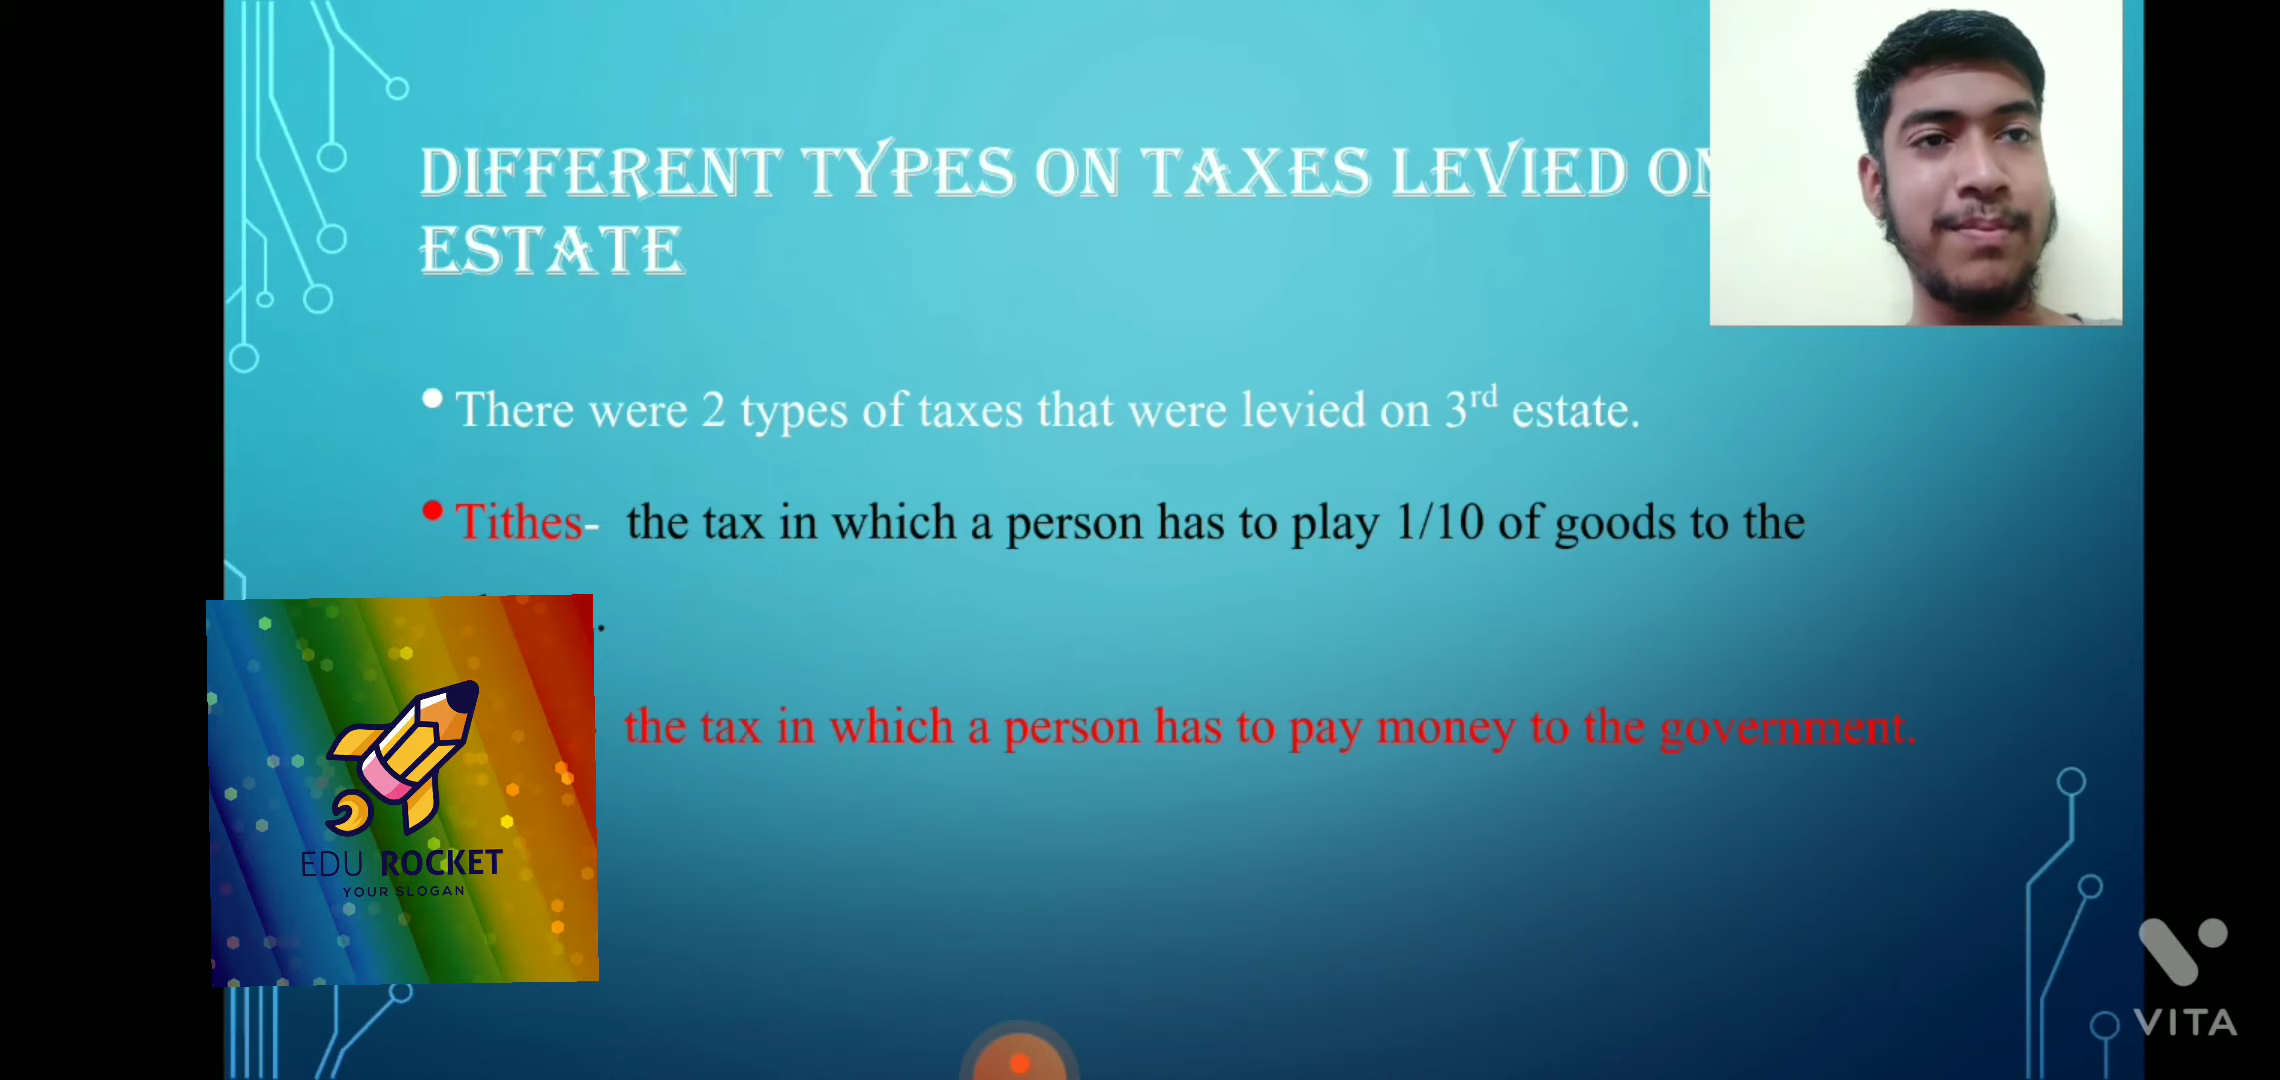 DIFFERENT TYPES ON TAXES LEVIED ON
ESTATE
• There were 2 types of taxes that were levied on 3rd estate.
• Tithes- the tax in which a person has to play 1/10 of goods to the
.
the tax in which a person has to pay money to the government.
EDU ROCKET
YOUR SLOGAN
VITA